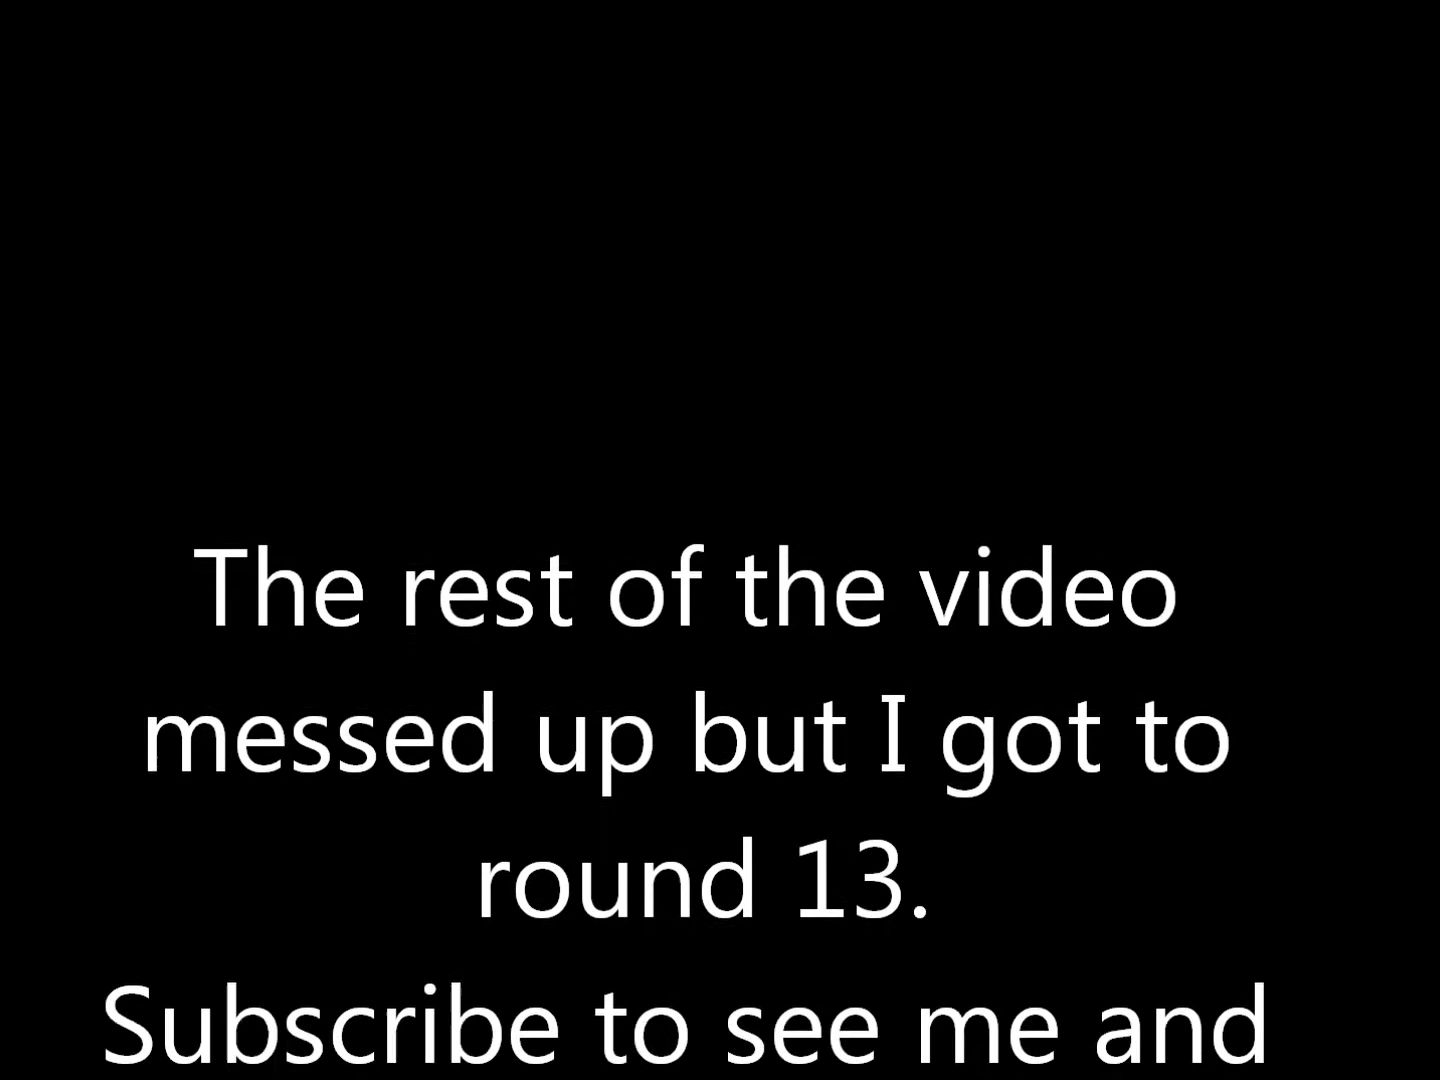 The rest of the video
messed up but I got to
round 13.
Subscribe to see me and